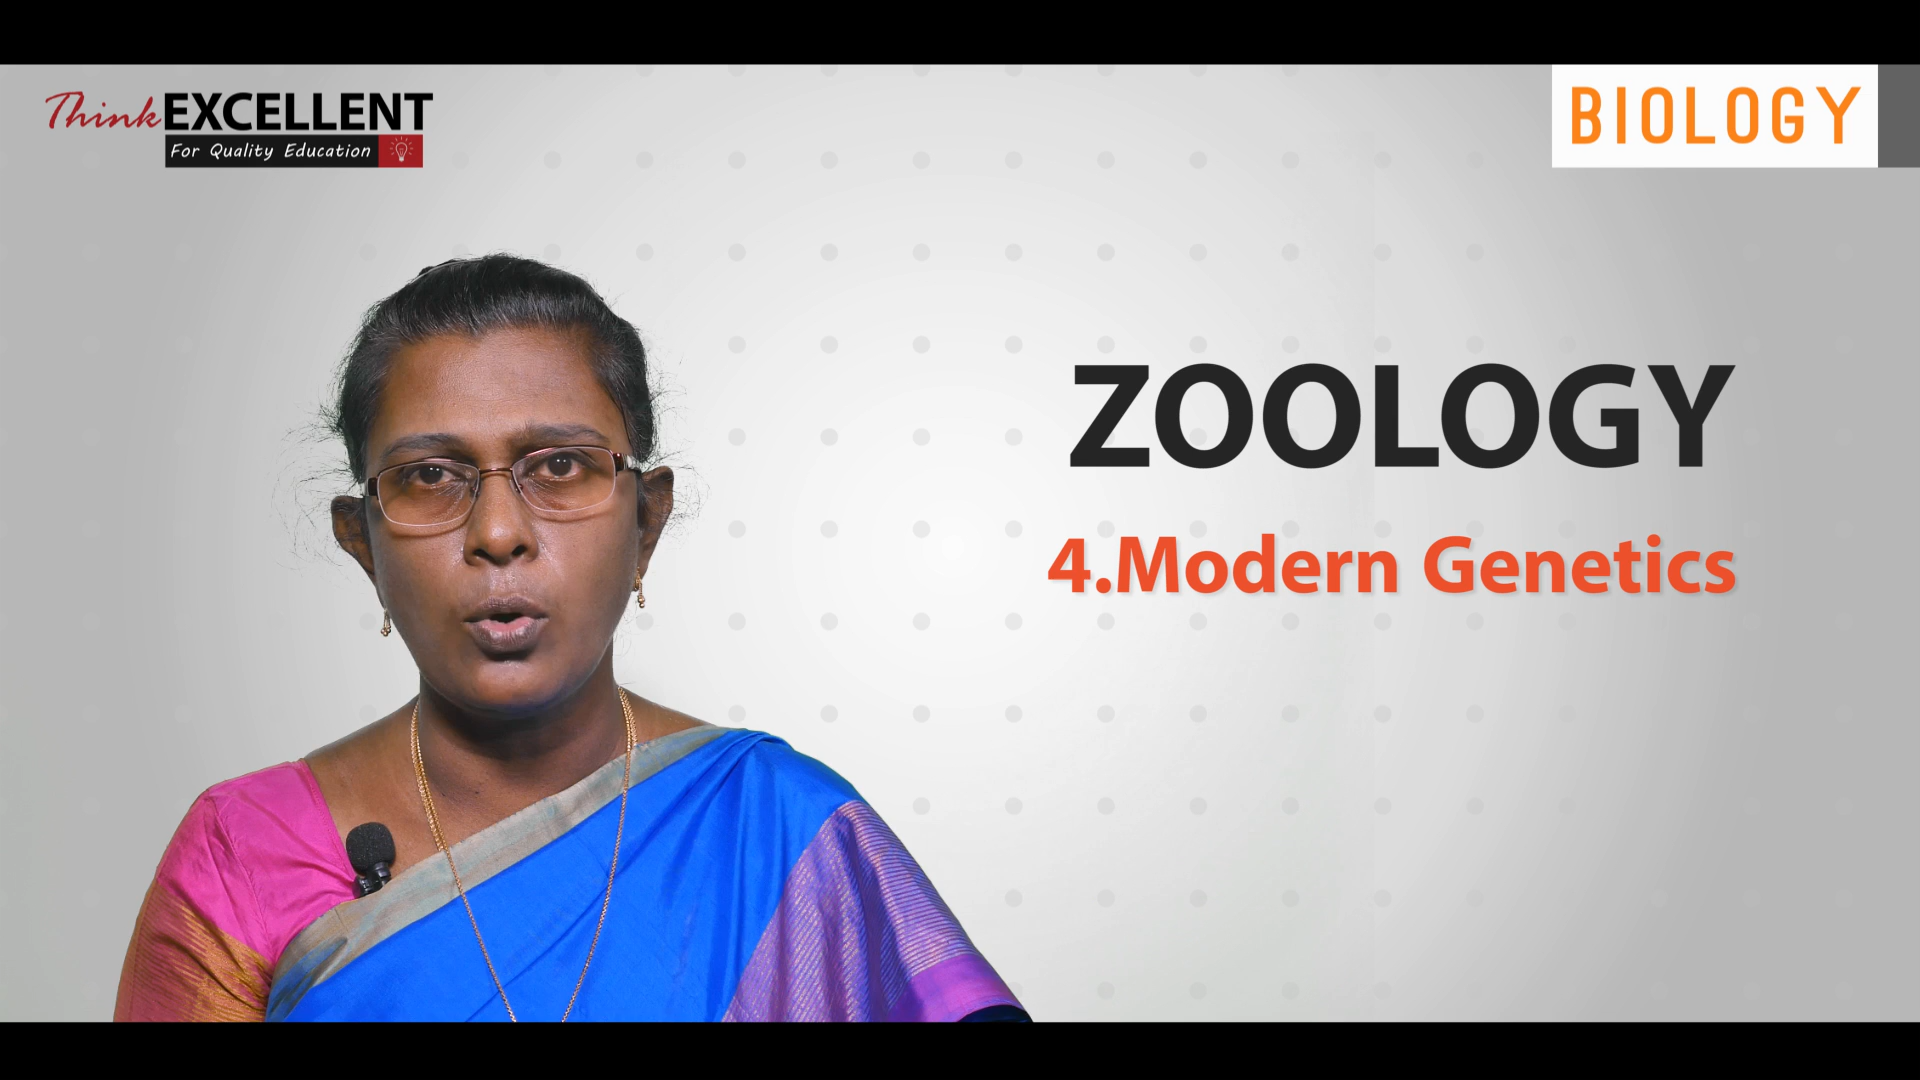 Think EXCELLENT
For Quality Education
BIOLOGY
ZOOLOGY
4.Modern Genetics